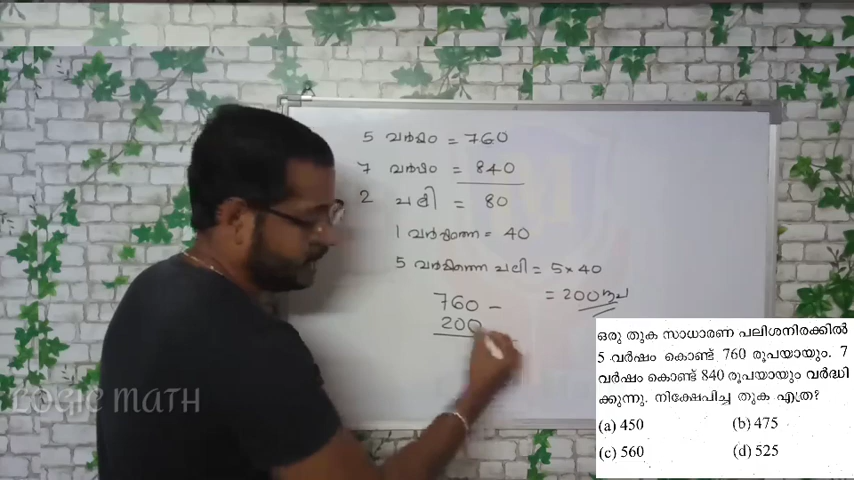 5 വർഷം = 760
7 വർഷം = 840
2 പലി = 80
1 വർഷത്തെ = 40
5 വർഷത്തെ പലി = 5×40
= 200 രൂപ
760 −
200
ഒരു തുക സാധാരണ പലിശനിരക്കിൽ
5 വർഷം കൊണ്ട് 760 രൂപയായും. 7
വർഷം കൊണ്ട് 840 രൂപയായും വർദ്ധി
ക്കുന്നു. നിക്ഷേപിച്ച തുക എത്ര?
(a) 450 (b) 475
(c) 560 (d) 525
LOGIC MATH